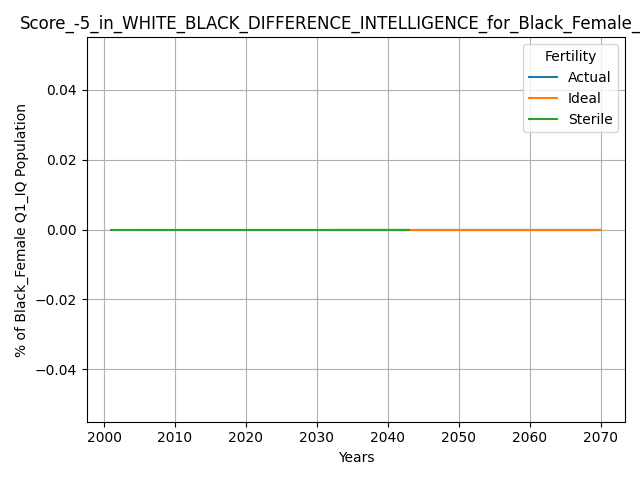 Score_-5_in_WHITE_BLACK_DIFFERENCE_INTELLIGENCE_for_Black_Female_
Fertility
Actual
Ideal
Sterile
0.04
0.02
0.00
−0.02
−0.04
% of Black_Female Q1_IQ Population
2000 2010 2020 2030 2040 2050 2060 2070
Years